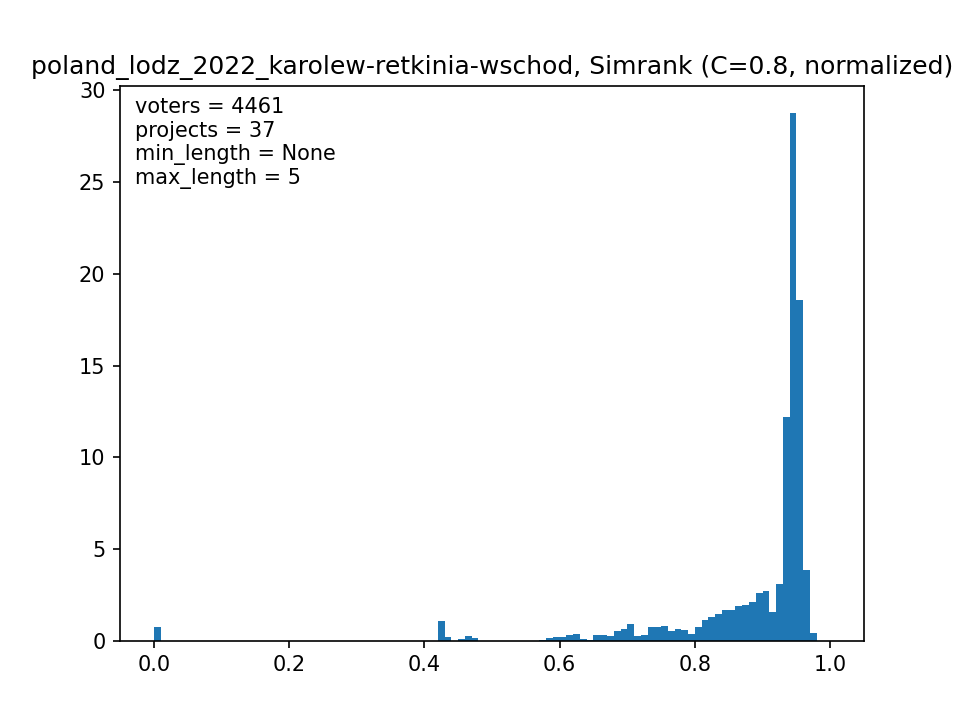 poland_lodz_2022_karolew-retkinia-wschod, Simrank (C=0.8, normalized)
voters = 4461
projects = 37
min_length = None
max_length = 5
30
25
20
15
10
5
0
0.0 0.2 0.4 0.6 0.8 1.0